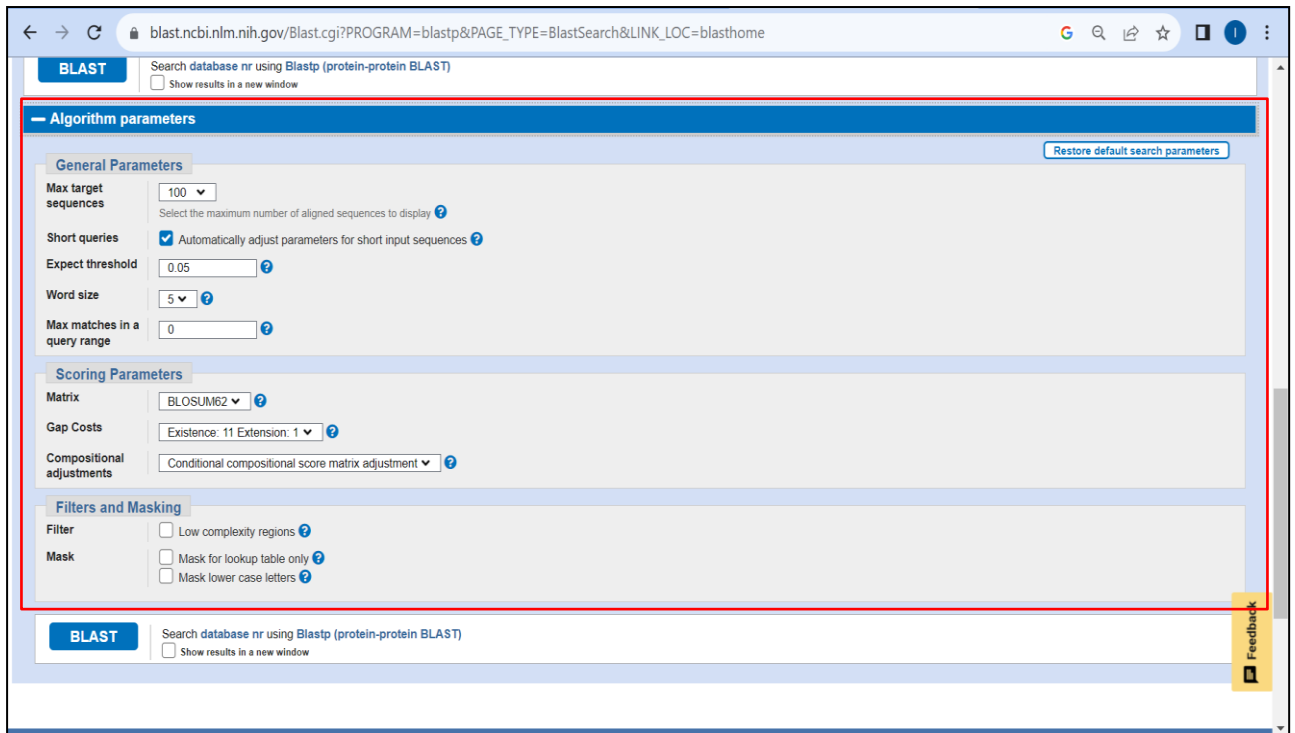 blast.ncbi.nlm.nih.gov/Blast.cgi?PROGRAM=blastp&PAGE_TYPE=BlastSearch&LINK_LOC=blasthome
G
I
BLAST
Search database nr using Blastp (protein-protein BLAST)
Show results in a new window
Algorithm parameters
Restore default search parameters
General Parameters
Max target
sequences
100
Select the maximum number of aligned sequences to display ?
Short queries
Automatically adjust parameters for short input sequences ?
Expect threshold
0.05 ?
Word size
5 ?
Max matches in a
query range
0 ?
Scoring Parameters
Matrix
BLOSUM62 ?
Gap Costs
Existence: 11 Extension: 1 ?
Compositional
adjustments
Conditional compositional score matrix adjustment ?
Filters and Masking
Filter
Low complexity regions ?
Mask
Mask for lookup table only ?
Mask lower case letters ?
BLAST
Search database nr using Blastp (protein-protein BLAST)
Show results in a new window
Feedback